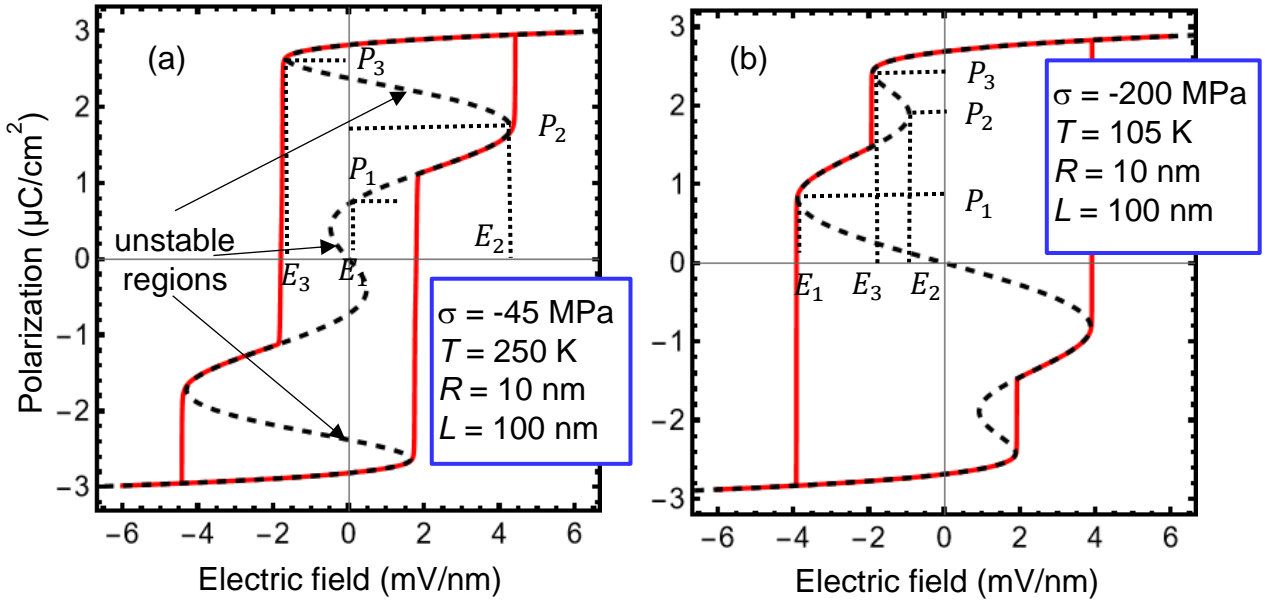 Polarization (µC/cm²)
(a)
3
2
1
0
−1
−2
−3
P₃
P₂
P₁
E₃
E₁
E₂
unstable
regions
σ = -45 MPa
T = 250 K
R = 10 nm
L = 100 nm
−6 −4 −2 0 2 4 6
Electric field (mV/nm)
(b)
3
2
1
0
−1
−2
−3
P₃
P₂
P₁
E₁
E₃
E₂
σ = -200 MPa
T = 105 K
R = 10 nm
L = 100 nm
−6 −4 −2 0 2 4 6
Electric field (mV/nm)